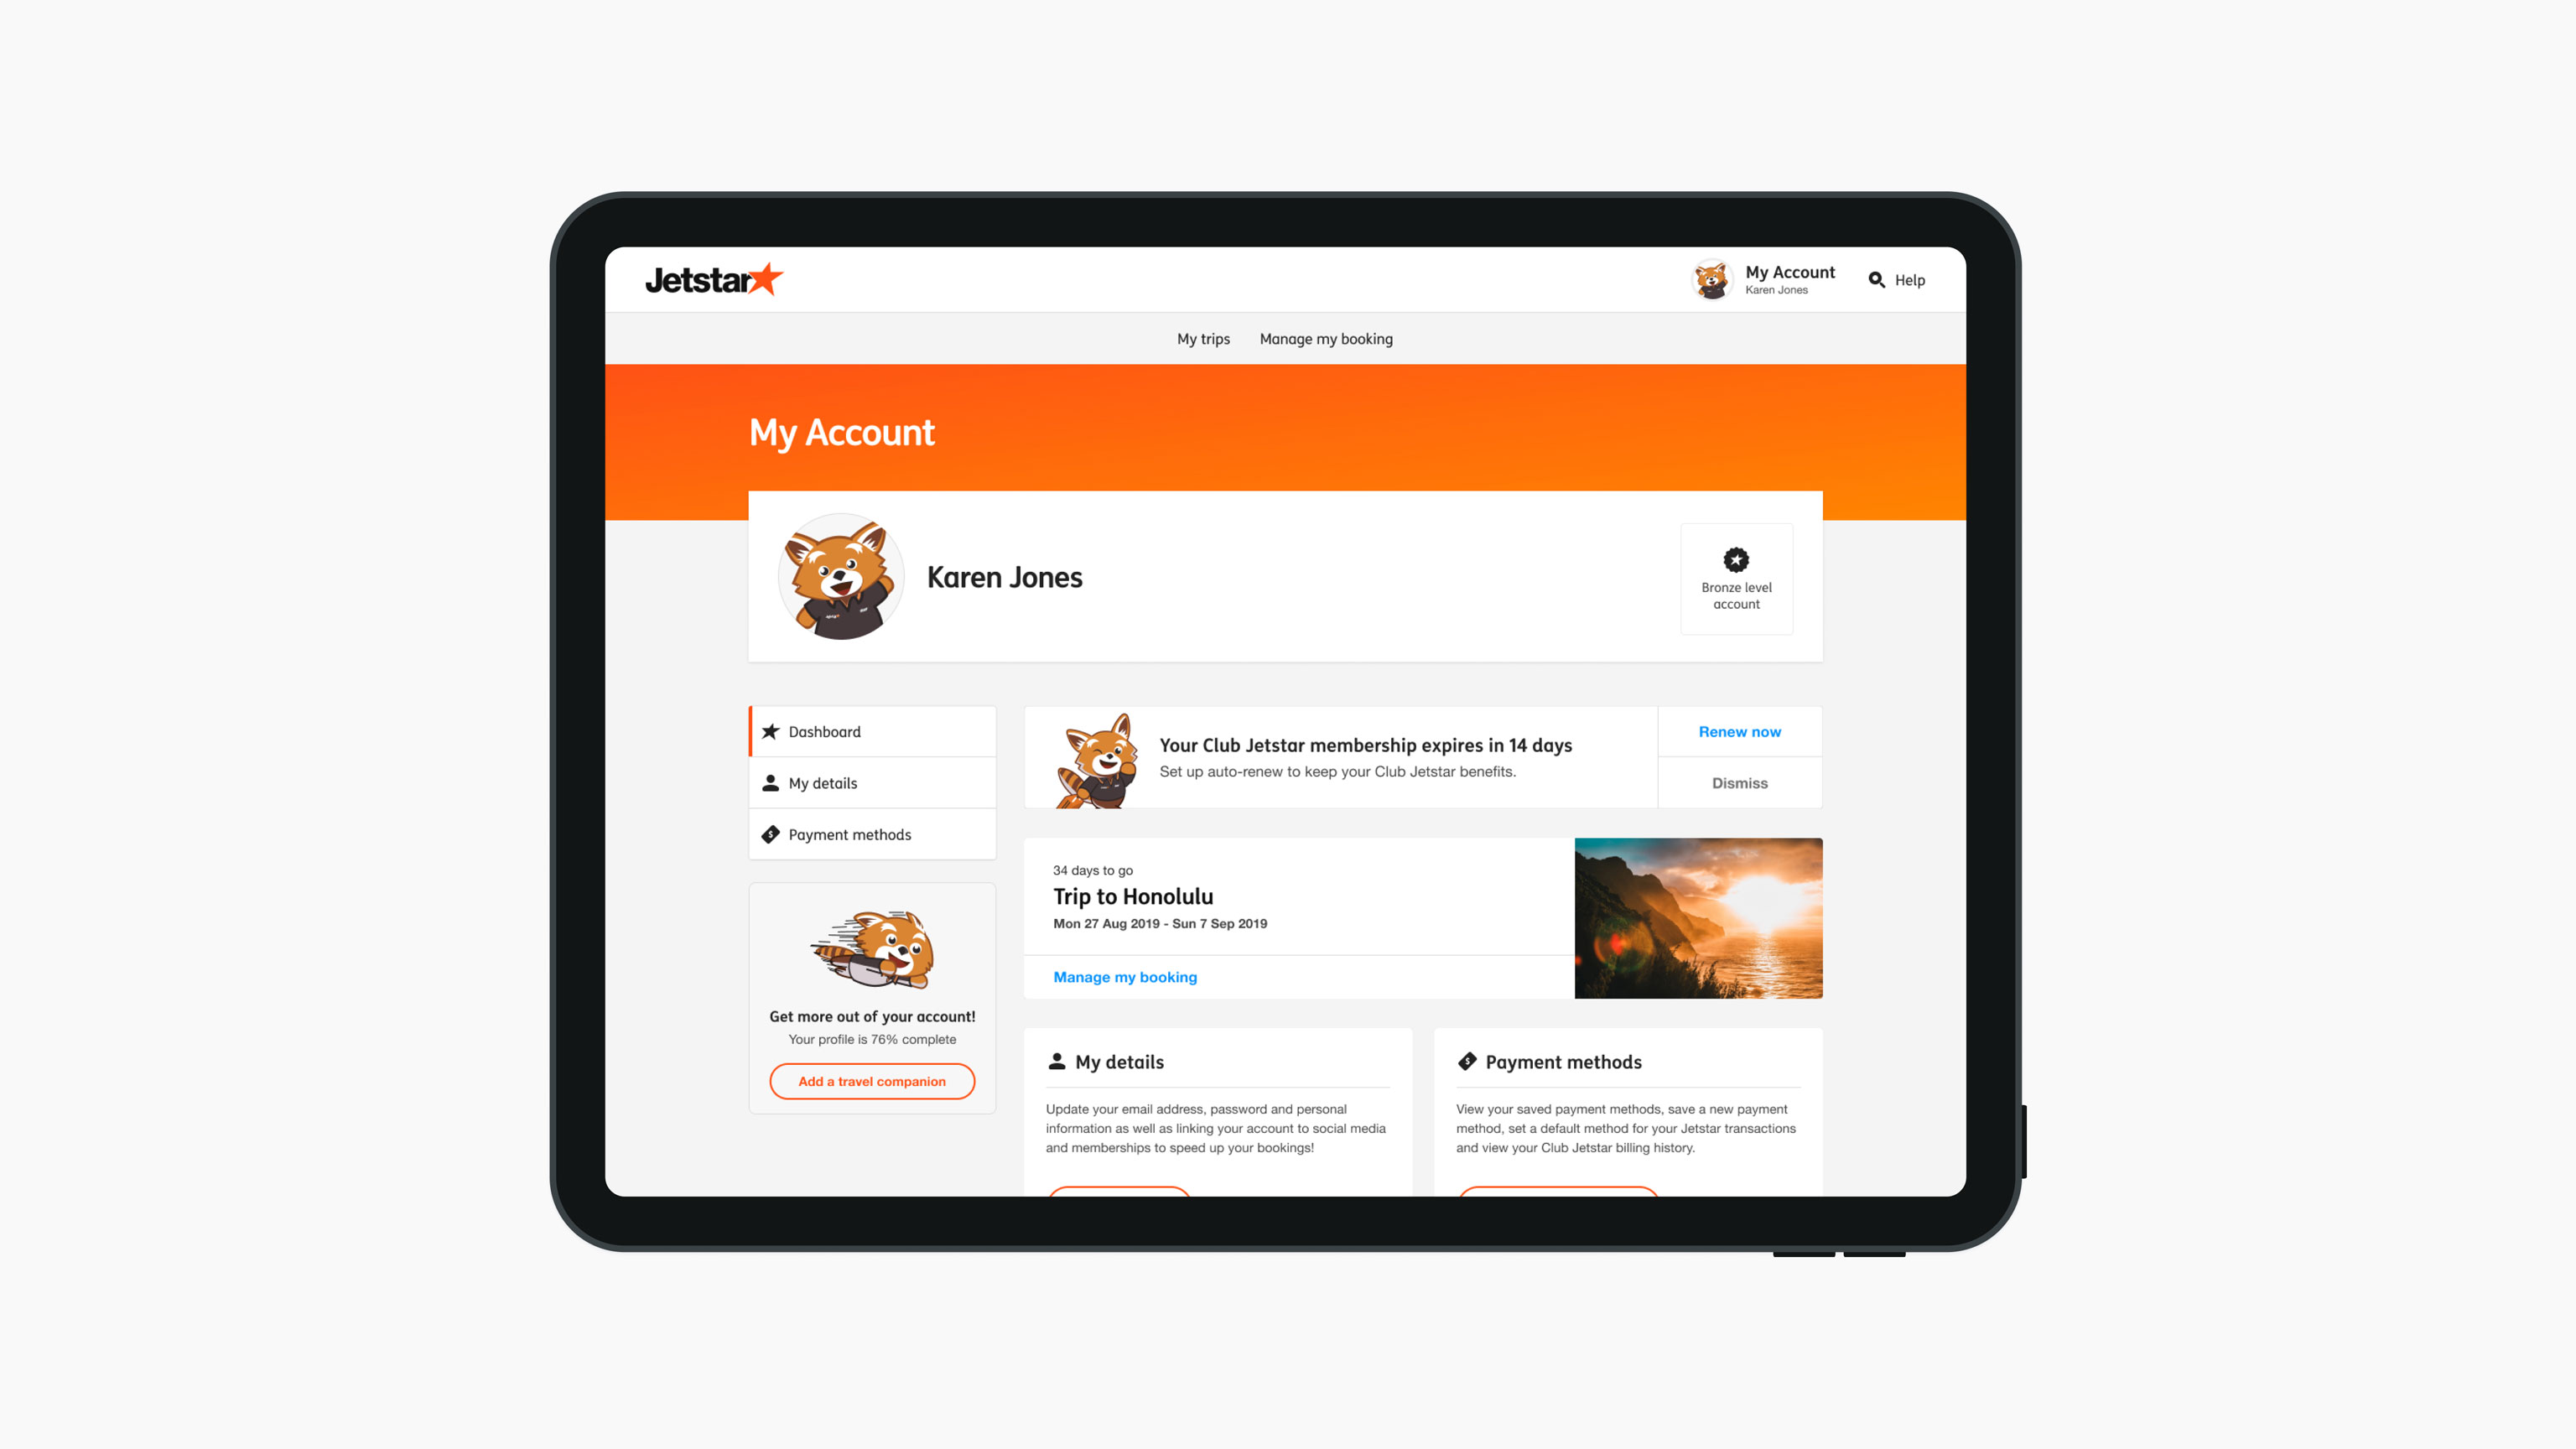 Jetstar
My Account
Karen Jones
Help
My trips
Manage my booking
My Account
Karen Jones
Bronze level
account
Dashboard
My details
Payment methods
Your Club Jetstar membership expires in 14 days
Set up auto-renew to keep your Club Jetstar benefits.
Renew now
Dismiss
34 days to go
Trip to Honolulu
Mon 27 Aug 2019 - Sun 7 Sep 2019
Manage my booking
Get more out of your account!
Your profile is 76% complete
Add a travel companion
My details
Update your email address, password and personal
information as well as linking your account to social media
and memberships to speed up your bookings!
Payment methods
View your saved payment methods, save a new payment
method, set a default method for your Jetstar transactions
and view your Club Jetstar billing history.